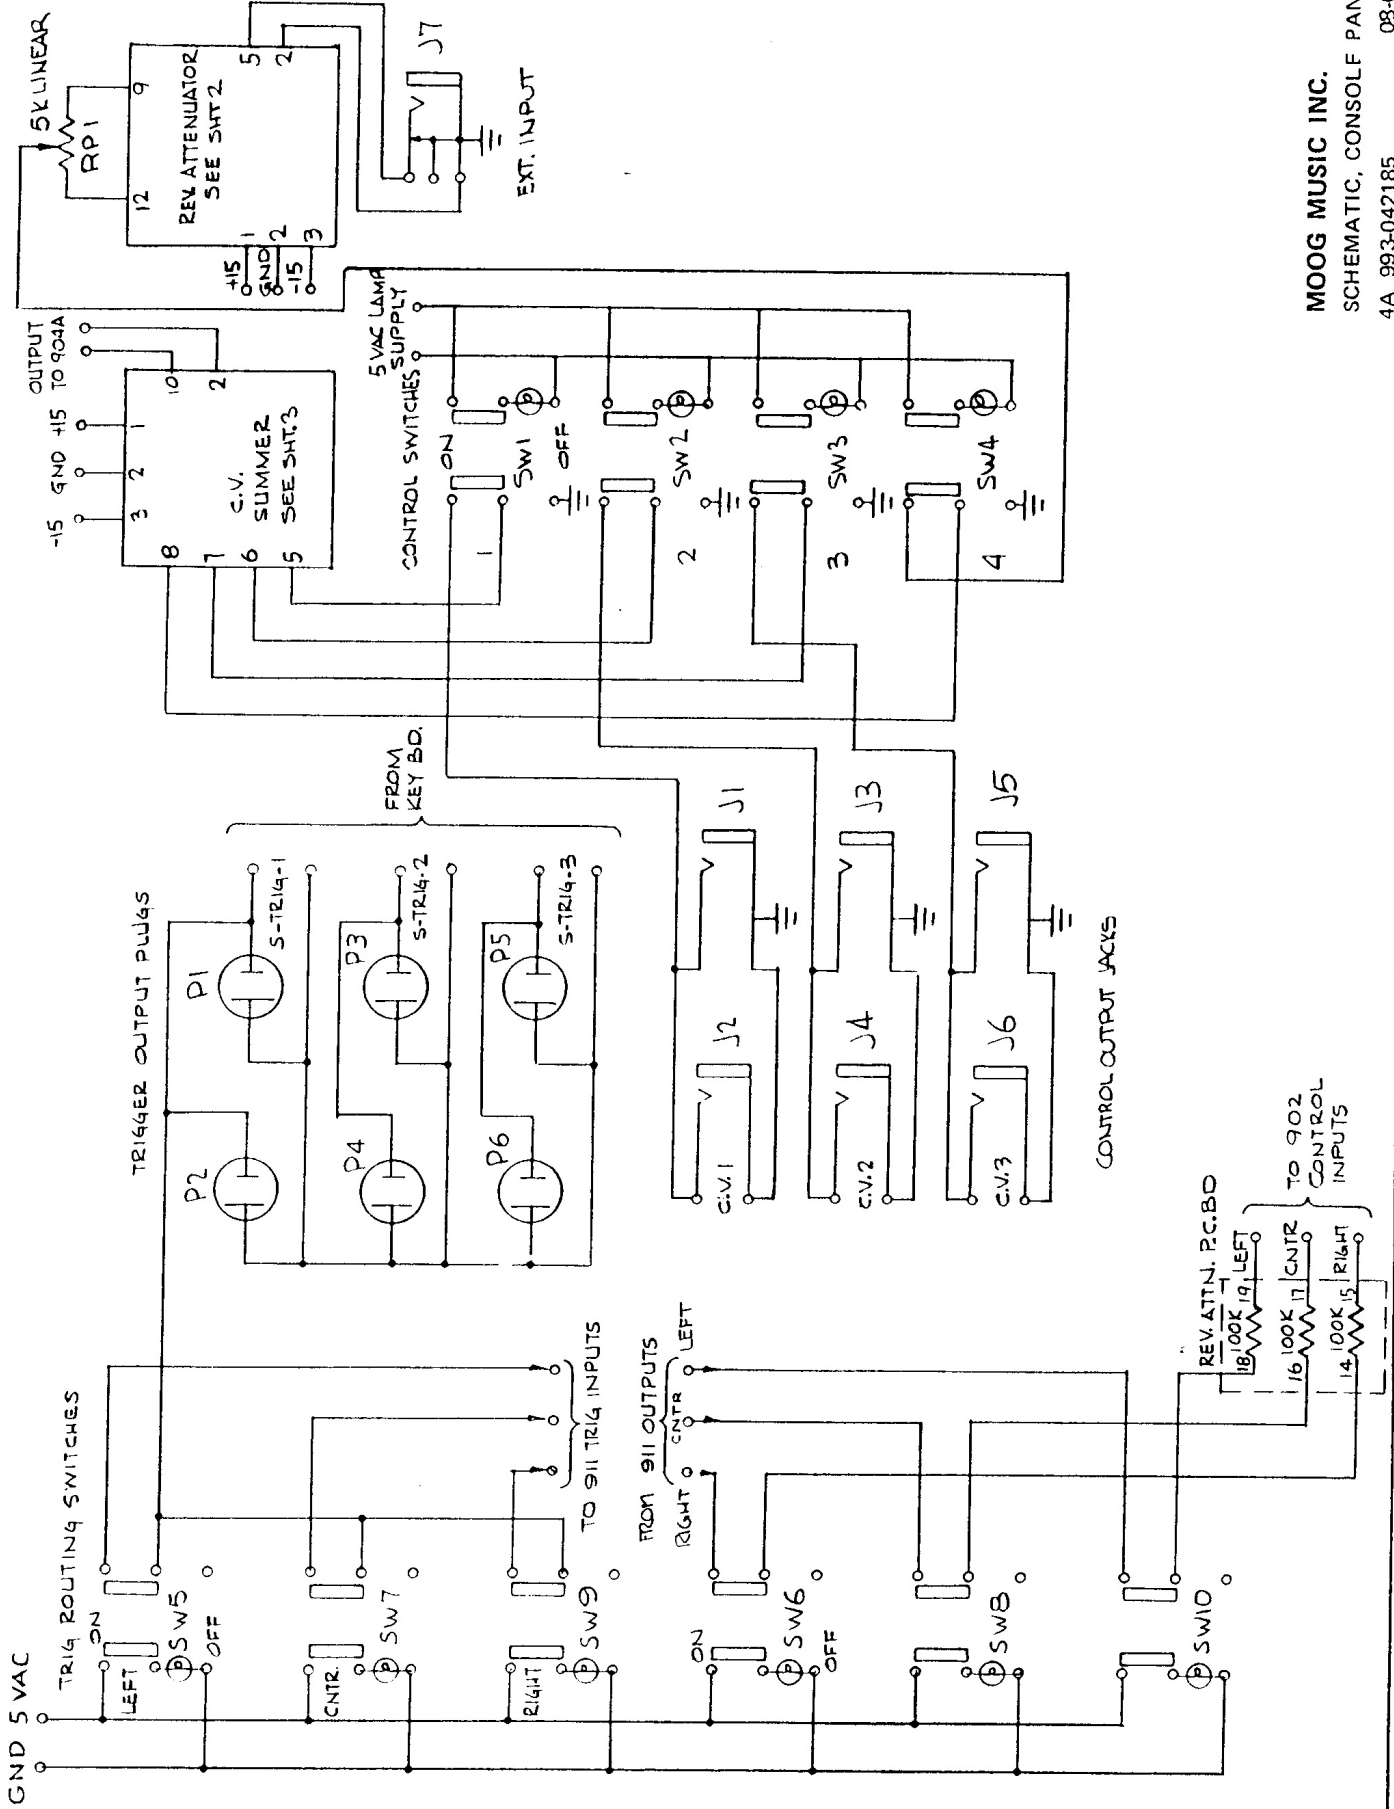 GND 5 VAC
TRIG ROUTING SWITCHES
ON
LEFT
SW5
OFF
CNTR.
SW7
RIGHT
SW9
ON
SW6
OFF
SW8
SW10
TO 911 TRIG INPUTS
FROM 911 OUTPUTS
RIGHT
CNTR
LEFT
REV. ATTN. P.C.BD
18
100K
19
LEFT
16
100K
17
CNTR
14
100K
15
RIGHT
TO 902
CONTROL
INPUTS
TRIGGER OUTPUT PLUGS
P2
P1
S-TRIG-1
P4
P3
S-TRIG-2
P6
P5
S-TRIG-3
FROM
KEY BD.
C.V.1
J2
J1
C.V.2
J4
J3
C.V.3
J6
J5
CONTROL OUTPUT JACKS
-15
GND
+15
OUTPUT
TO 904A
3
2
1
10
2
8
7
6
5
C.V.
SUMMER
SEE SHT.3
CONTROL SWITCHES
5VAC LAMP
SUPPLY
1
ON
SW1
OFF
2
SW2
3
SW3
4
SW4
5K LINEAR
RP1
12
9
REV. ATTENUATOR
SEE SHT 2
+15
GND
-15
1
2
3
5
2
J7
EXT. INPUT
MOOG MUSIC INC.
SCHEMATIC, CONSOLE PAN
4A 993-042185